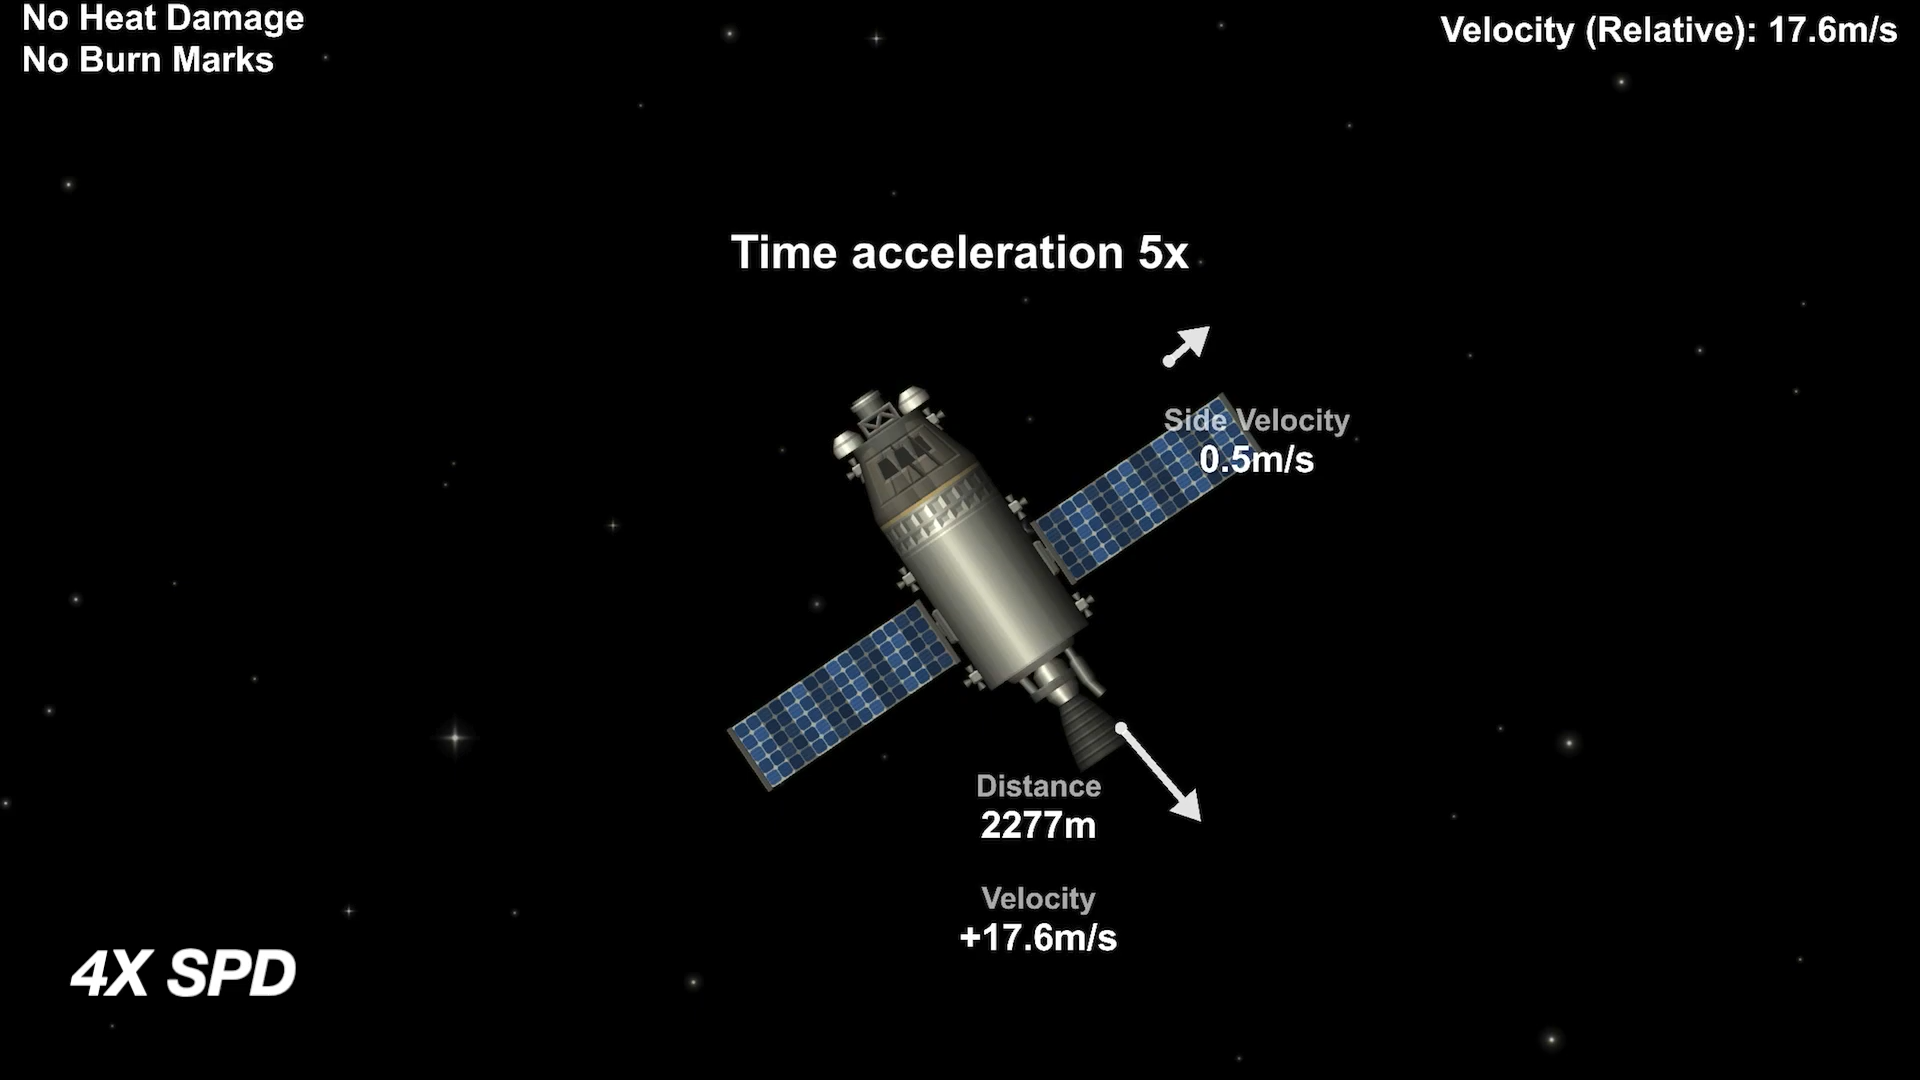 No Heat Damage
No Burn Marks
Velocity (Relative): 17.6m/s
Time acceleration 5x
Side Velocity
0.5m/s
Distance
2277m
Velocity
+17.6m/s
4X SPD